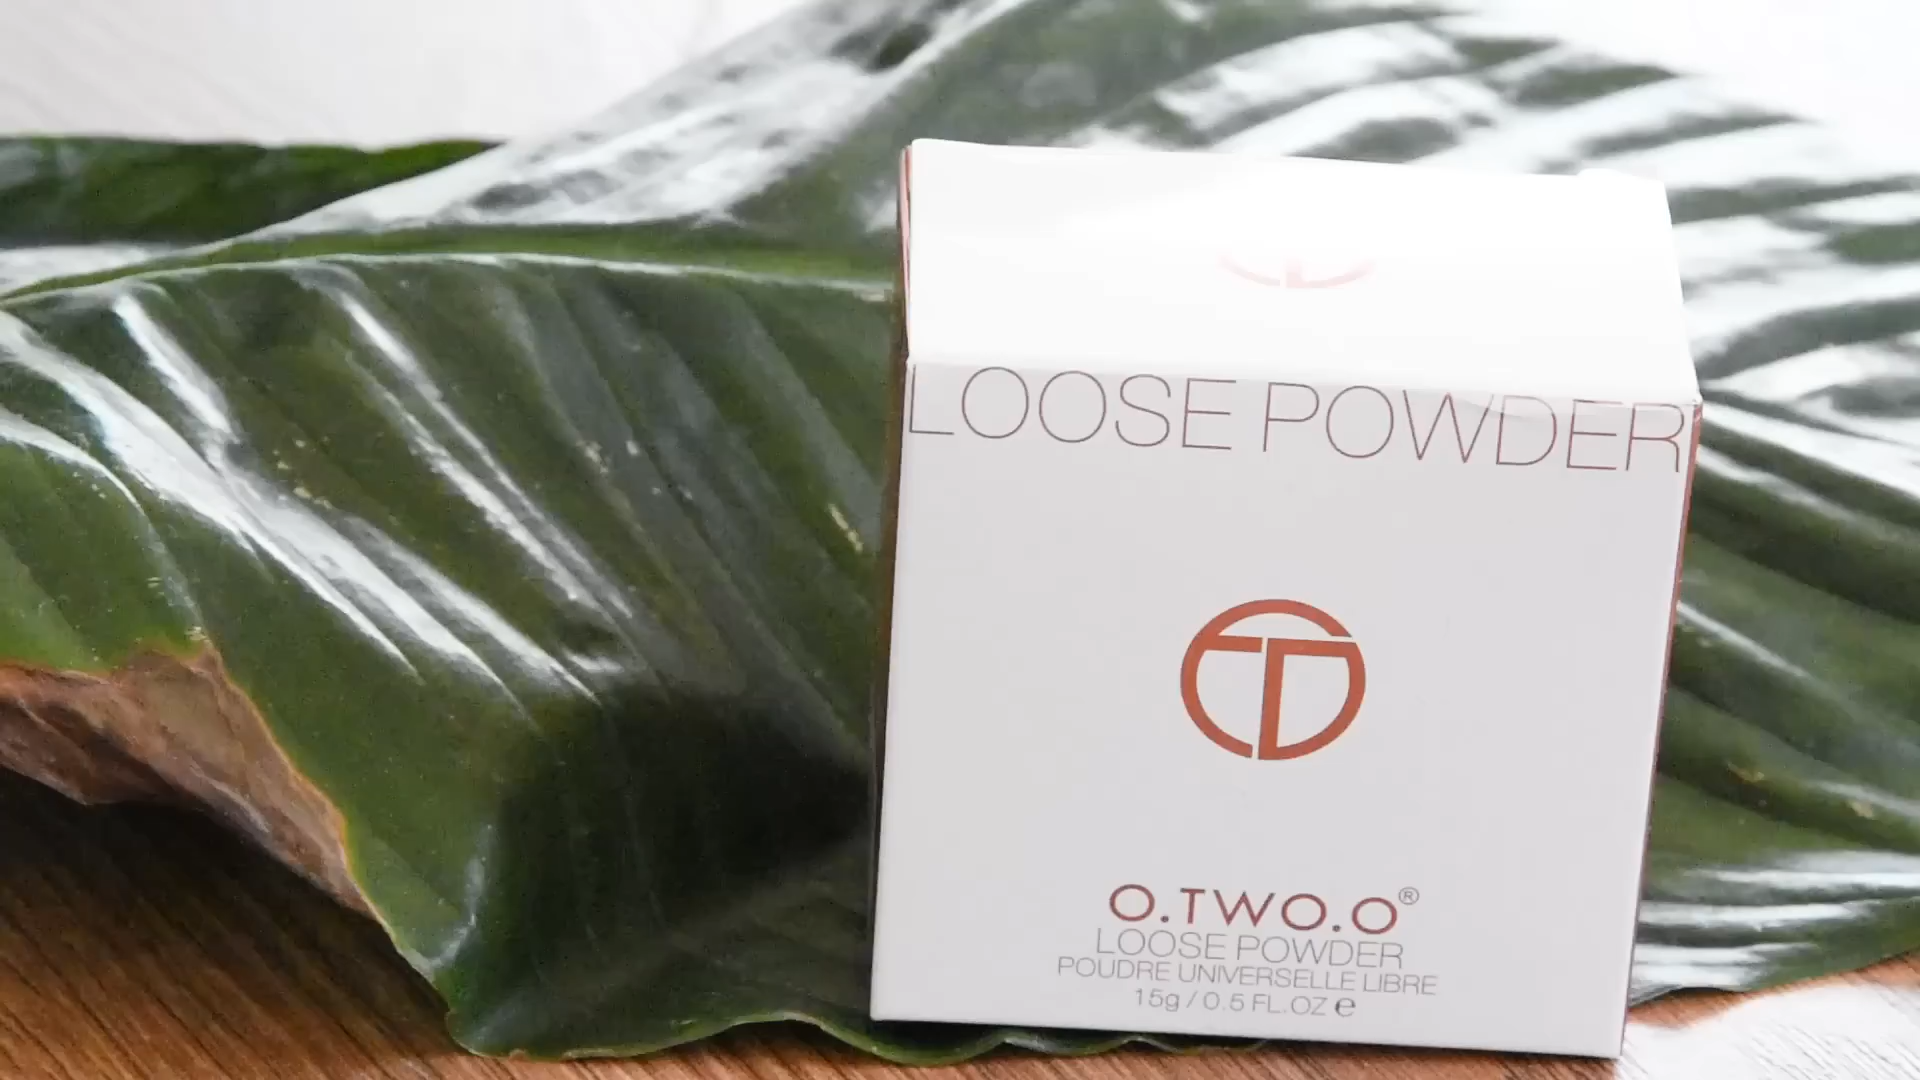 LOOSE POWDER
O.TWO.O®
LOOSE POWDER
POUDRE UNIVERSELLE LIBRE
15g / 0.5 FL.OZ ℮